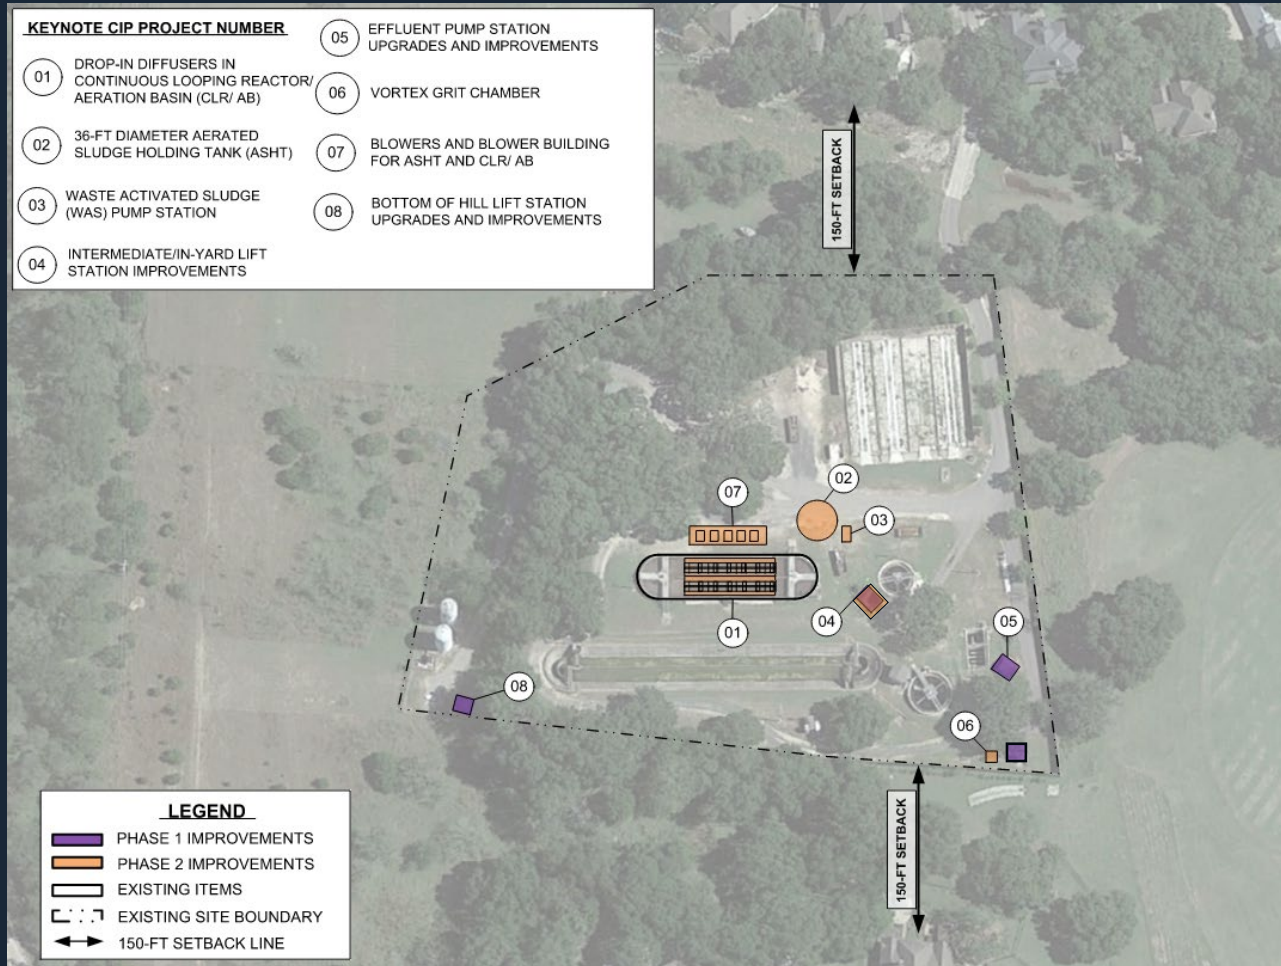 KEYNOTE CIP PROJECT NUMBER
01
DROP-IN DIFFUSERS IN
CONTINUOUS LOOPING REACTOR/
AERATION BASIN (CLR/ AB)
02
36-FT DIAMETER AERATED
SLUDGE HOLDING TANK (ASHT)
03
WASTE ACTIVATED SLUDGE
(WAS) PUMP STATION
04
INTERMEDIATE/IN-YARD LIFT
STATION IMPROVEMENTS
05
EFFLUENT PUMP STATION
UPGRADES AND IMPROVEMENTS
06
VORTEX GRIT CHAMBER
07
BLOWERS AND BLOWER BUILDING
FOR ASHT AND CLR/ AB
08
BOTTOM OF HILL LIFT STATION
UPGRADES AND IMPROVEMENTS
150-FT SETBACK
02
07
03
04
01
05
08
06
150-FT SETBACK
LEGEND
PHASE 1 IMPROVEMENTS
PHASE 2 IMPROVEMENTS
EXISTING ITEMS
EXISTING SITE BOUNDARY
150-FT SETBACK LINE